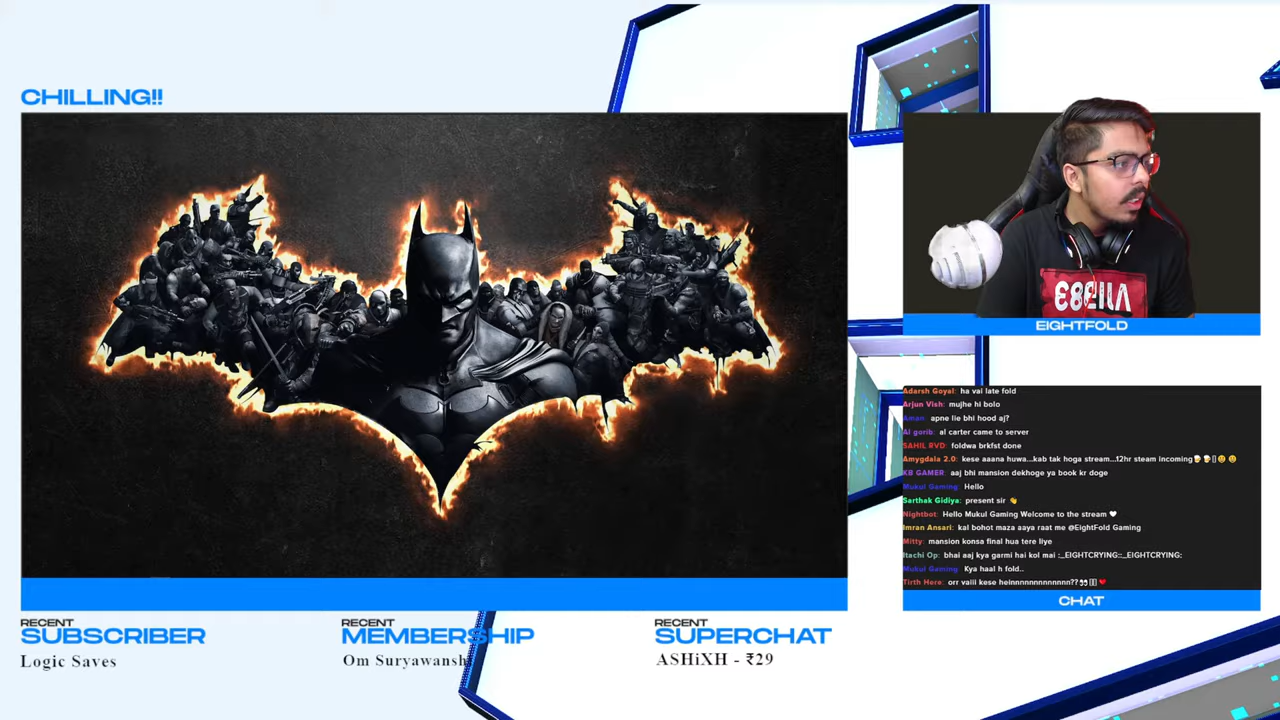 CHILLING!!
EIGHTFOLD
Adarsh Goyal: ha vai late fold
Arjun Vish: mujhe hi bolo
Aman: apne lie bhi hood aj?
Al gorib: al carter came to server
SAHIL RVD: foldwa brkfst done
Amygdala 2.0: kese aaana huwa...kab tak hoga stream...12hr steam incoming
KB GAMER: aaj bhi mansion dekhoge ya book kr doge
Mukul Gaming: Hello
Sarthak Gidiya: present sir 👏
Nightbot: Hello Mukul Gaming Welcome to the stream ❤
Imran Ansari: kal bohot maza aaya raat me @EightFold Gaming
Mitty: mansion konsa final hua tere liye
Itachi Op: bhai aaj kya garmi hai kol mai :_EIGHTCRYING::_EIGHTCRYING:
Mukul Gaming: Kya haal h fold..
Tirth Hero: orr vaiii kese heinnnnnnnnnnnn??
CHAT
RECENT
SUBSCRIBER
Logic Saves
RECENT
MEMBERSHIP
Om Suryawanshi
RECENT
SUPERCHAT
ASHiXH - ₹29